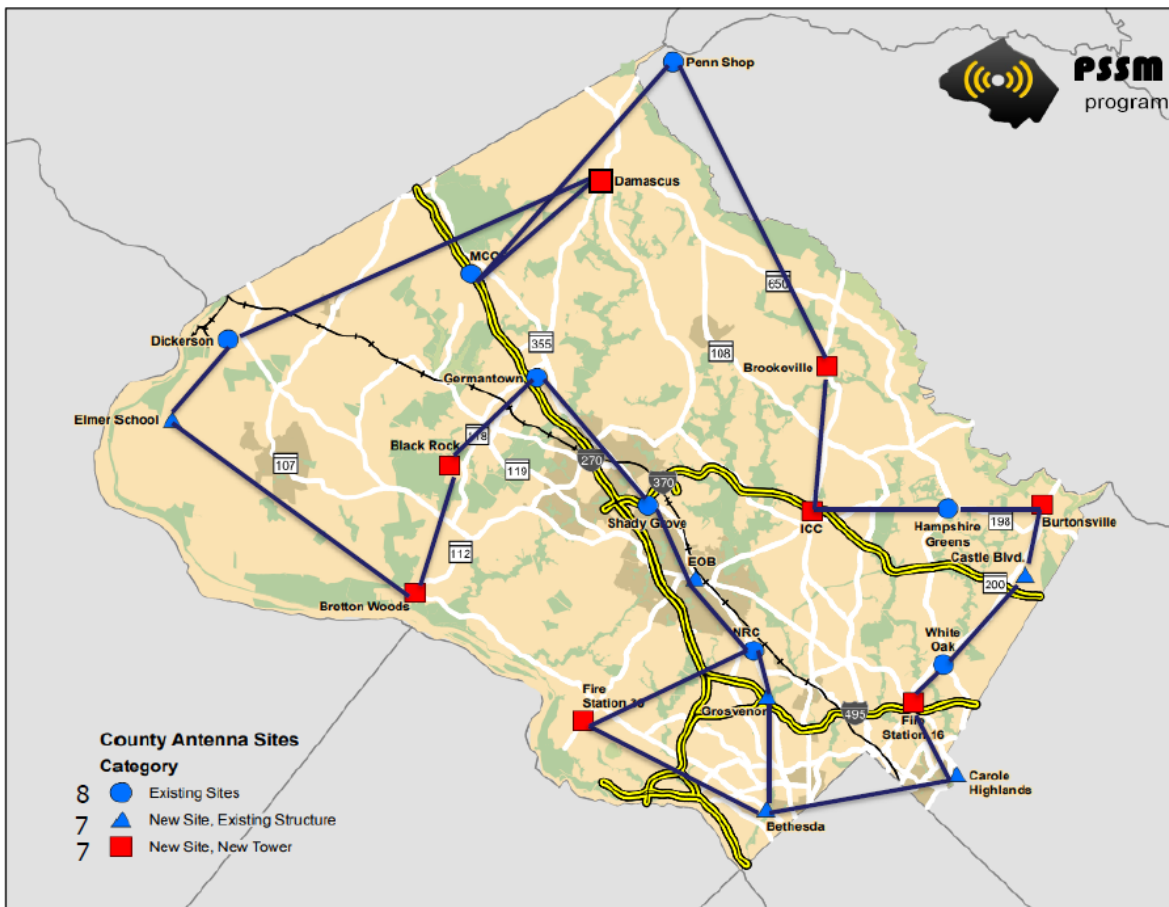 Penn Shop
PSSM
program
Damascus
MCC
650
Dickerson
355
108
Brookeville
Germantown
Elmer School
Black Rock
118
107
119
270
370
Shady Grove
ICC
Hampshire
Greens
198
Burtonsville
Castle Blvd.
112
EOB
200
Bretton Woods
NRC
White
Oak
Fire
Station 30
Grosvenor
495
Fire
Station 16
County Antenna Sites
Category
8 Existing Sites
7 New Site, Existing Structure
7 New Site, New Tower
Carole
Highlands
Bethesda